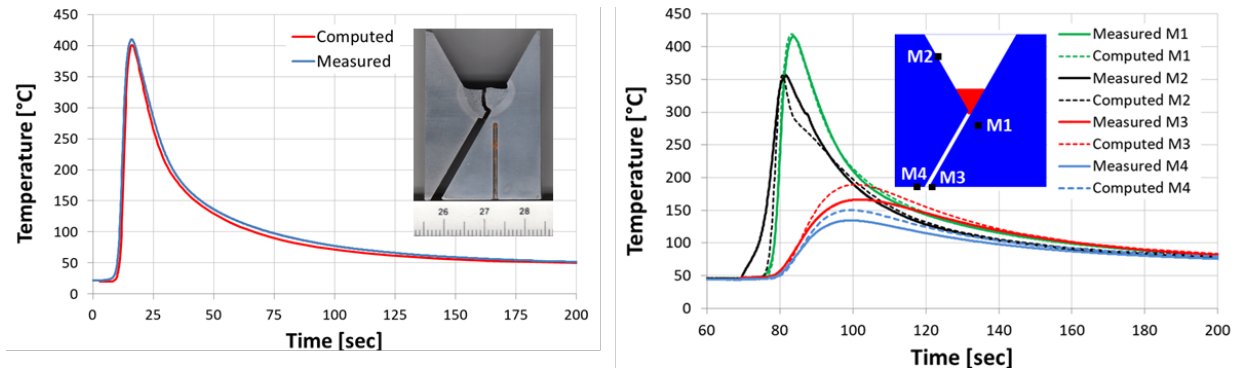 450
400
350
300
250
200
150
100
50
0
Temperature [°C]
Computed
Measured
26 27 28
0 25 50 75 100 125 150 175 200
Time [sec]
450
400
350
300
250
200
150
100
50
0
Temperature [°C]
M2
M1
M4 M3
Measured M1
Computed M1
Measured M2
Computed M2
Measured M3
Computed M3
Measured M4
Computed M4
60 80 100 120 140 160 180 200
Time [sec]